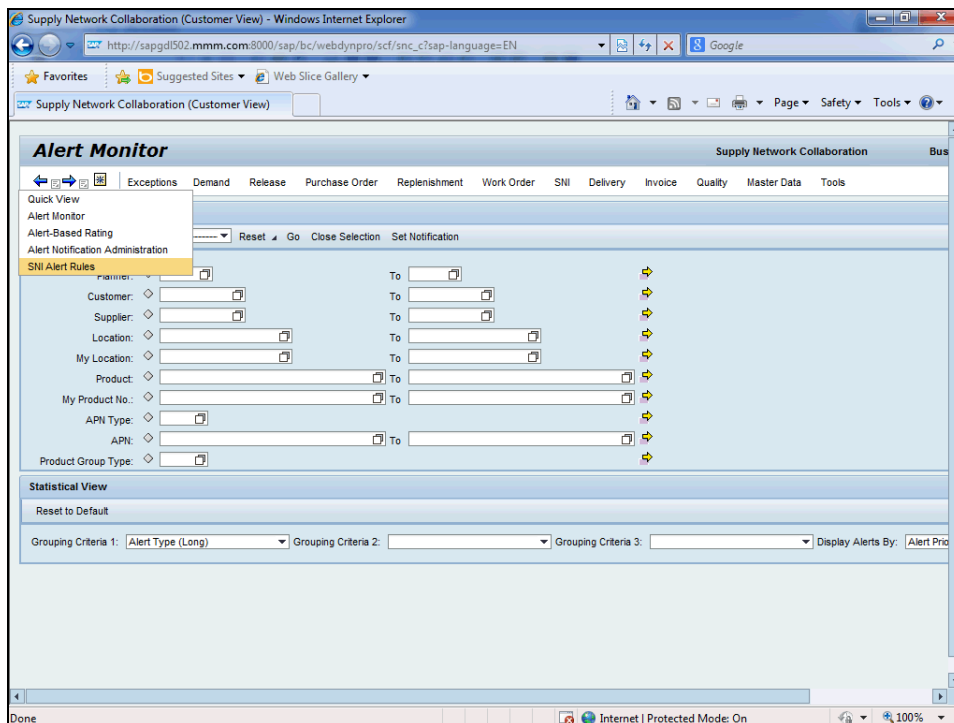 Supply Network Collaboration (Customer View) - Windows Internet Explorer
http://sapgdl502.mmm.com:8000/sap/bc/webdynpro/scf/snc_c?sap-language=EN
Google
Favorites Suggested Sites Web Slice Gallery
Supply Network Collaboration (Customer View) Page Safety Tools
Alert Monitor Supply Network Collaboration Bus
Exceptions Demand Release Purchase Order Replenishment Work Order SNI Delivery Invoice Quality Master Data Tools
Quick View
Alert Monitor
Alert-Based Rating
Reset Go Close Selection Set Notification
Alert Notification Administration
SNI Alert Rules
Planner: To
Customer: To
Supplier: To
Location: To
My Location: To
Product: To
My Product No.: To
APN Type:
APN: To
Product Group Type:
Statistical View
Reset to Default
Grouping Criteria 1: Alert Type (Long) Grouping Criteria 2: Grouping Criteria 3: Display Alerts By: Alert Prio
Done Internet | Protected Mode: On 100%